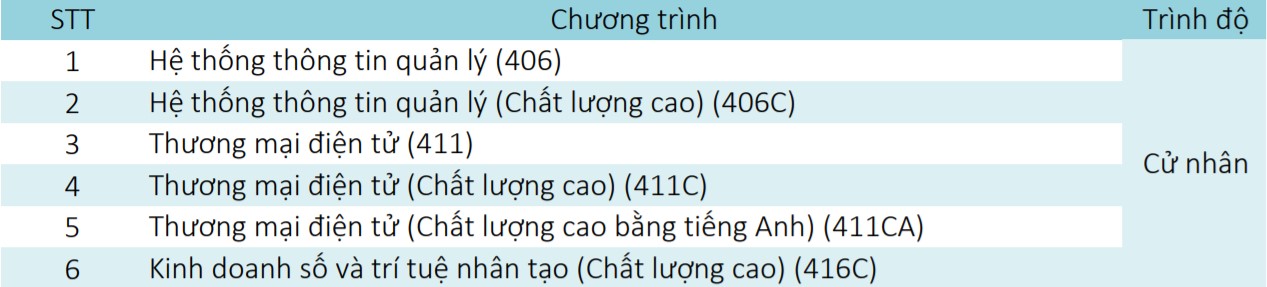 STT Chương trình Trình độ
1 Hệ thống thông tin quản lý (406)
2 Hệ thống thông tin quản lý (Chất lượng cao) (406C)
3 Thương mại điện tử (411)
Cử nhân
4 Thương mại điện tử (Chất lượng cao) (411C)
5 Thương mại điện tử (Chất lượng cao bằng tiếng Anh) (411CA)
6 Kinh doanh số và trí tuệ nhân tạo (Chất lượng cao) (416C)